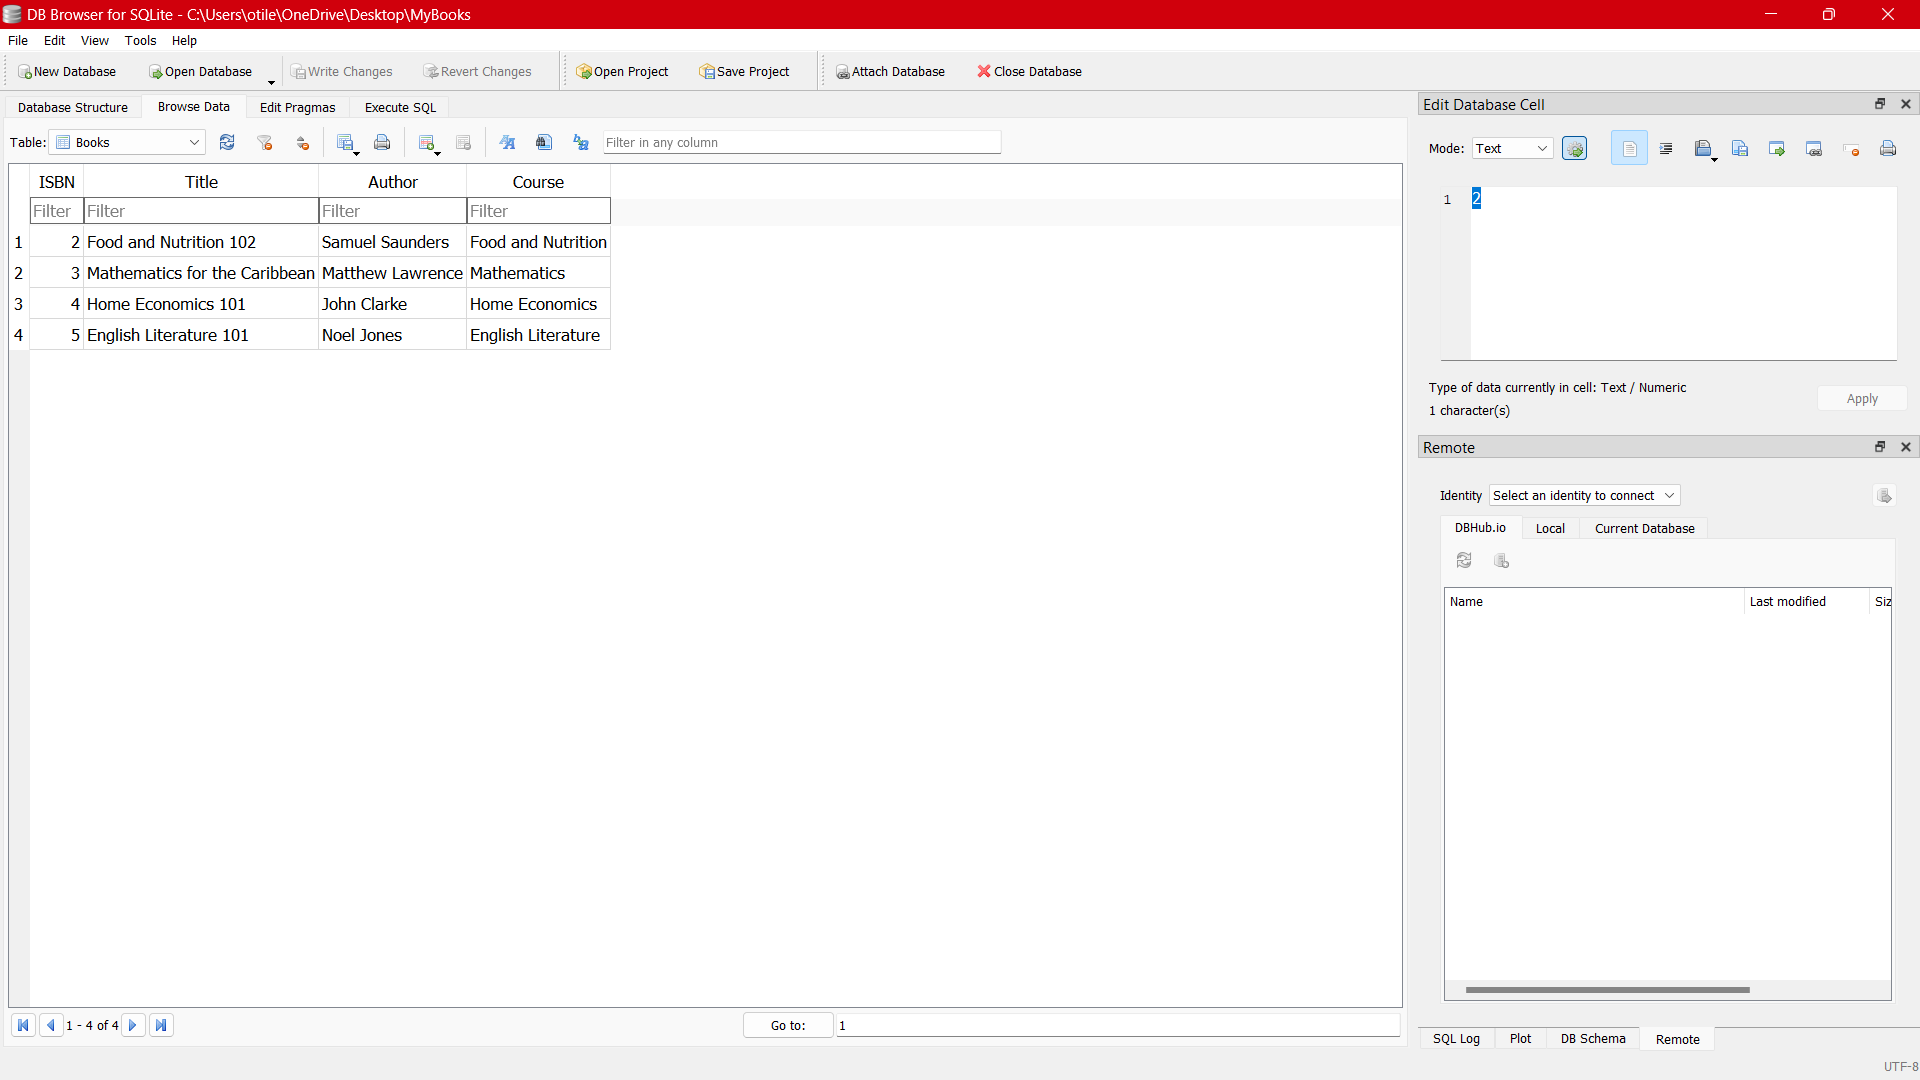 DB Browser for SQLite - C:\Users\otile\OneDrive\Desktop\MyBooks
File Edit View Tools Help
New Database Open Database Write Changes Revert Changes Open Project Save Project Attach Database Close Database
Database Structure Browse Data Edit Pragmas Execute SQL
Table: Books Filter in any column
ISBN Title Author Course
Filter Filter Filter Filter
1 2 Food and Nutrition 102 Samuel Saunders Food and Nutrition
2 3 Mathematics for the Caribbean Matthew Lawrence Mathematics
3 4 Home Economics 101 John Clarke Home Economics
4 5 English Literature 101 Noel Jones English Literature
1 - 4 of 4 Go to: 1
Edit Database Cell
Mode: Text
1 2
Type of data currently in cell: Text / Numeric
1 character(s)
Apply
Remote
Identity Select an identity to connect
DBHub.io Local Current Database
Name Last modified Siz
SQL Log Plot DB Schema Remote
UTF-8